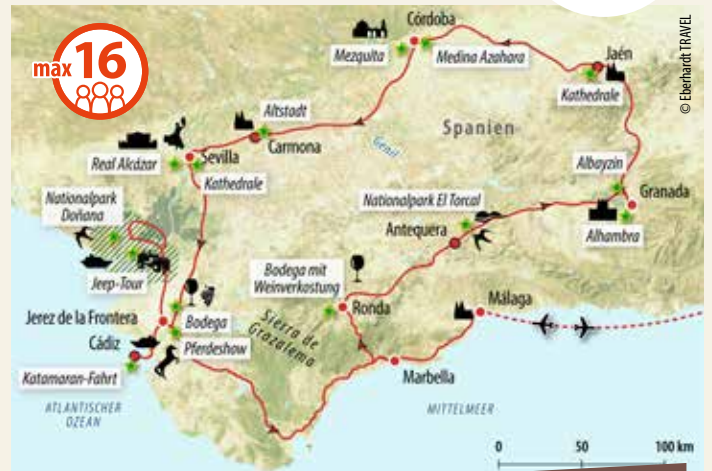 max 16
© Eberhardt TRAVEL
Córdoba
Mezquita
Medina Azahara
Jaén
Kathedrale
Altstadt
Carmona
Spanien
Genil
Real Alcázar
Sevilla
Kathedrale
Albayzín
Granada
Alhambra
Nationalpark El Torcal
Antequera
Nationalpark
Doñana
Jeep-Tour
Bodega mit
Weinverkostung
Ronda
Málaga
Jerez de la Frontera
Bodega
Pferdeshow
Sierra de
Grazalema
Cádiz
Katamaran-Fahrt
Marbella
ATLANTISCHER
OZEAN
MITTELMEER
0 50 100 km